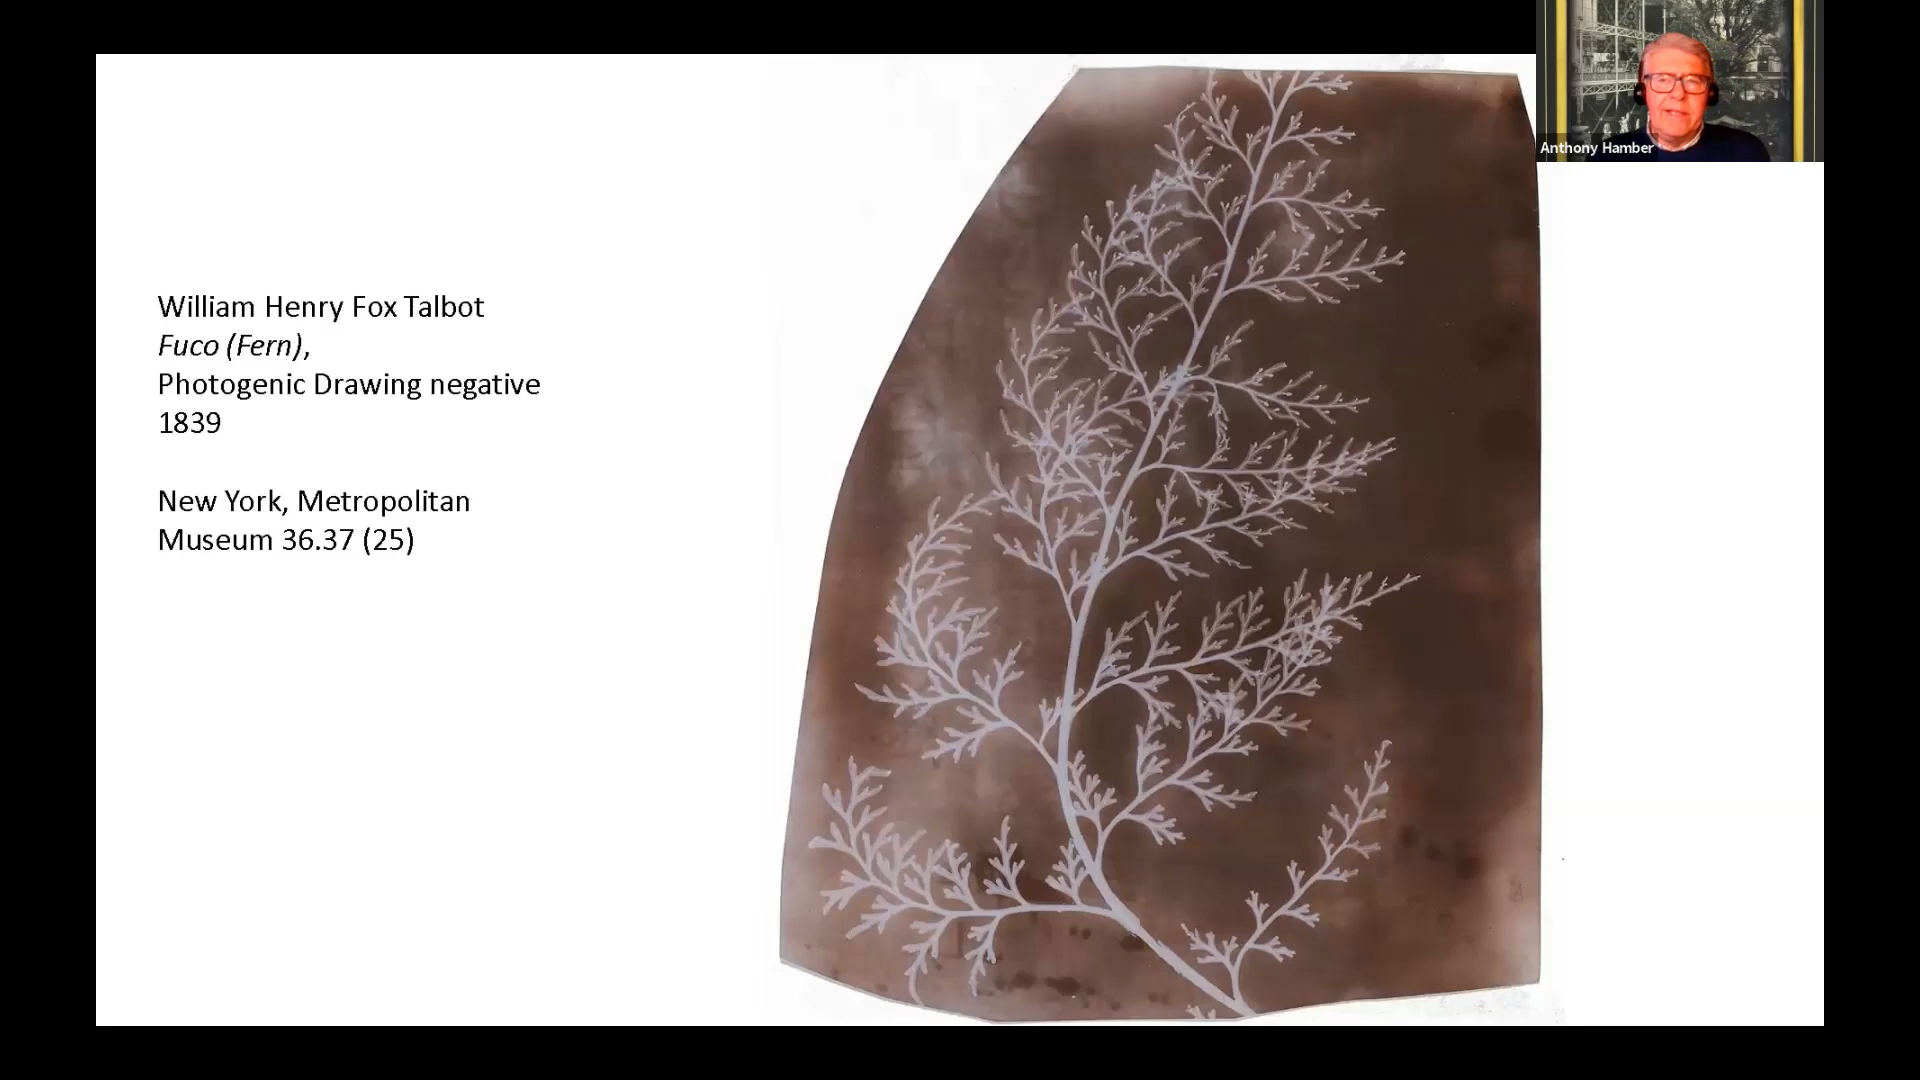 William Henry Fox Talbot
Fuco (Fern),
Photogenic Drawing negative
1839
New York, Metropolitan
Museum 36.37 (25)
Anthony Hamber